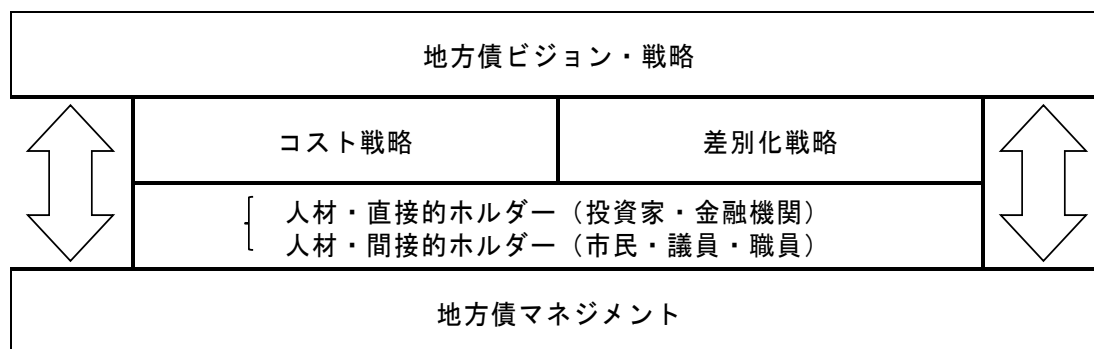 地方債ビジョン・戦略
コスト戦略
差別化戦略
人材・直接的ホルダー（投資家・金融機関）
人材・間接的ホルダー（市民・議員・職員）
地方債マネジメント